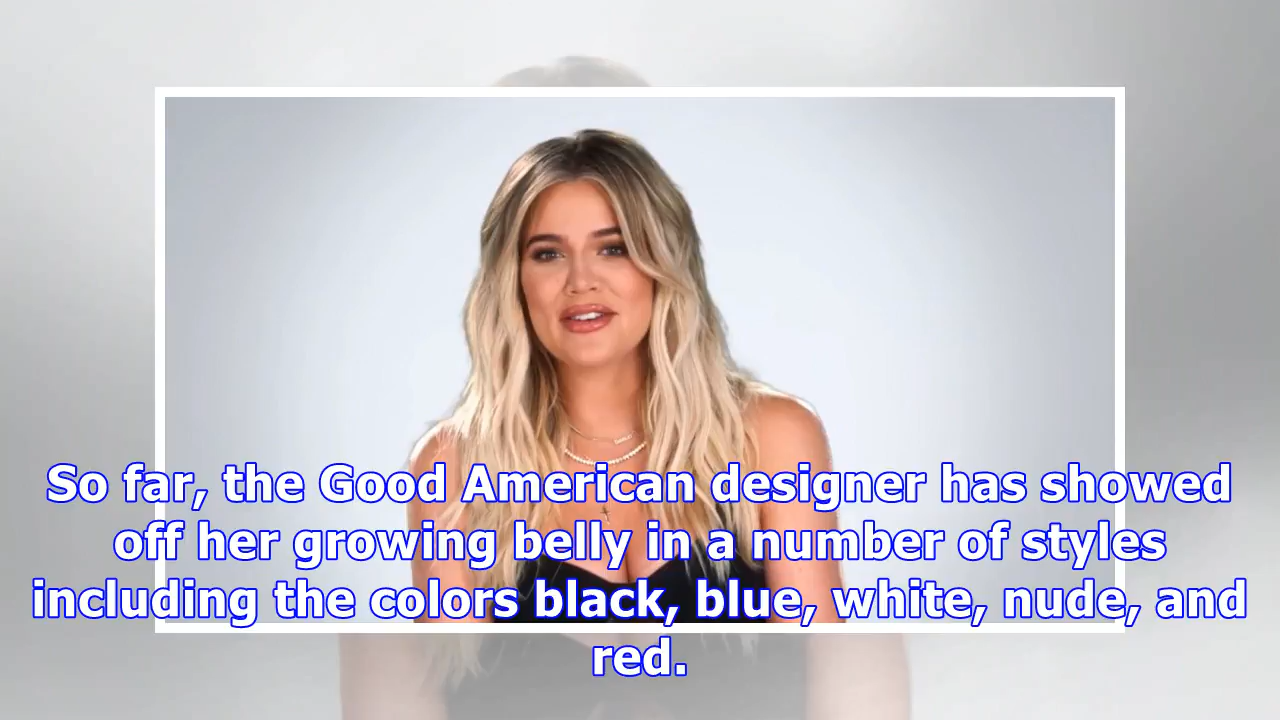 So far, the Good American designer has showed
off her growing belly in a number of styles
including the colors black, blue, white, nude, and
red.